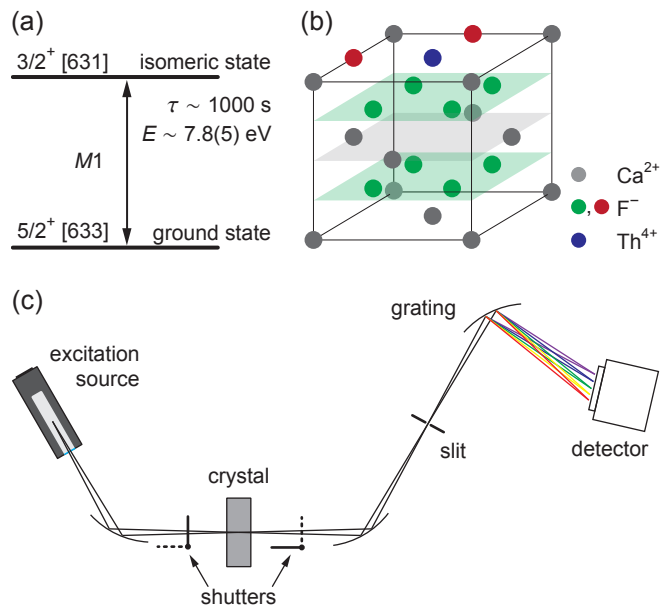 (a)
3/2⁺ [631]
isomeric state
τ ~ 1000 s
E ~ 7.8(5) eV
M1
5/2⁺ [633]
ground state
(b)
Ca²⁺
, F⁻
Th⁴⁺
(c)
excitation
source
crystal
shutters
grating
slit
detector